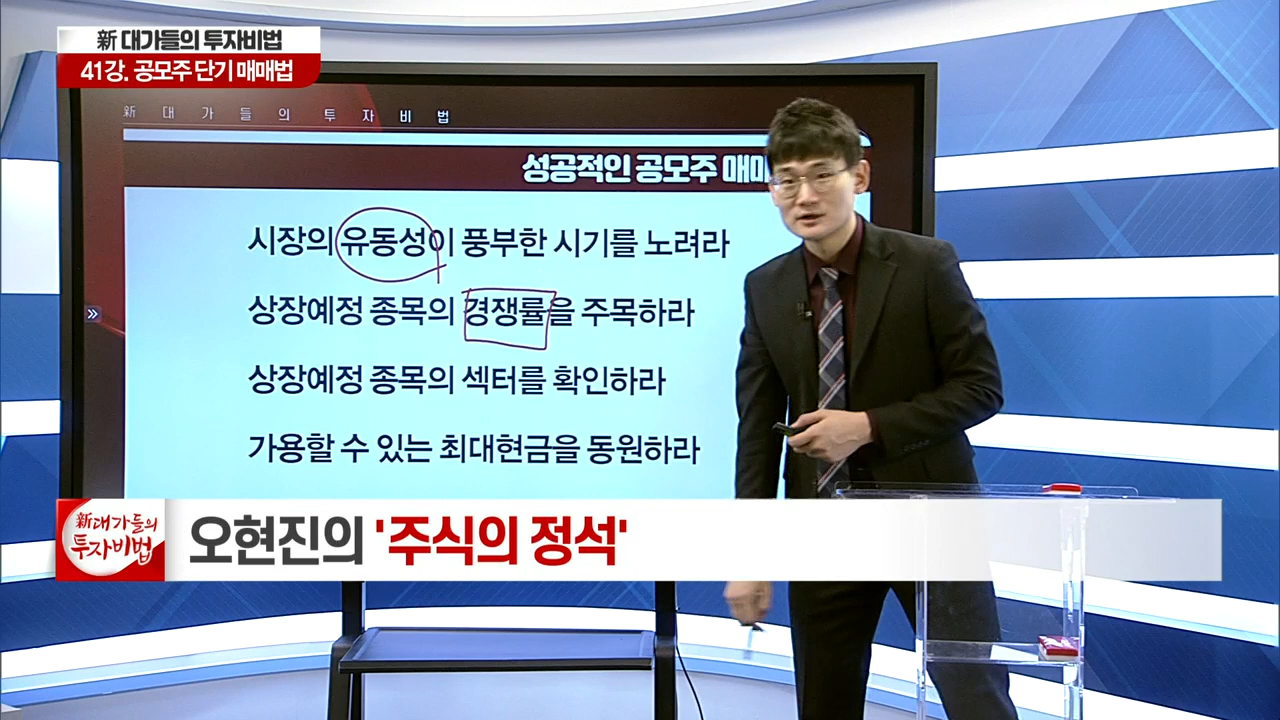 新 대가들의 투자비법
41강. 공모주 단기 매매법
新 대가들의 투자비법
성공적인 공모주 매매
시장의 유동성이 풍부한 시기를 노려라
상장예정 종목의 경쟁률을 주목하라
상장예정 종목의 섹터를 확인하라
가용할 수 있는 최대현금을 동원하라
新대가들의
투자비법
오현진의 '주식의 정석'